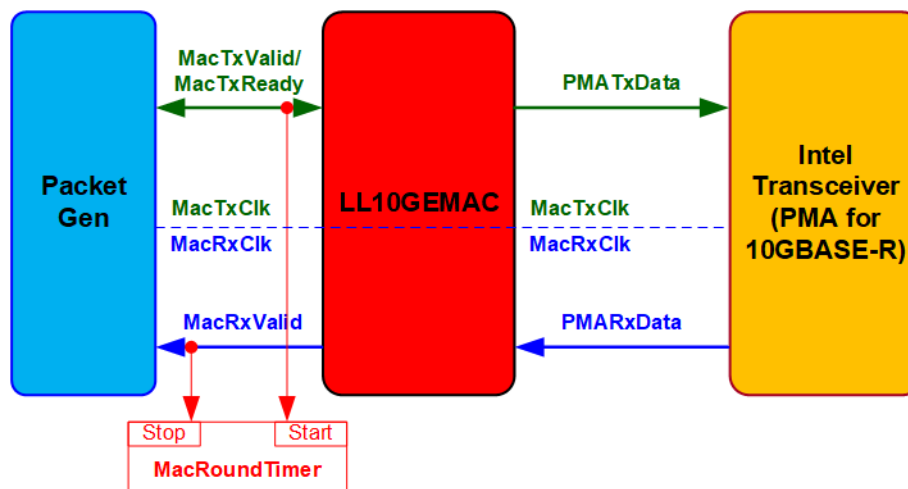 MacTxValid/
MacTxReady
PMATxData
Packet
Gen
LL10GEMAC
Intel
Transceiver
(PMA for
10GBASE-R)
MacTxClk
MacRxClk
MacTxClk
MacRxClk
MacRxValid
PMARxData
Stop
Start
MacRoundTimer